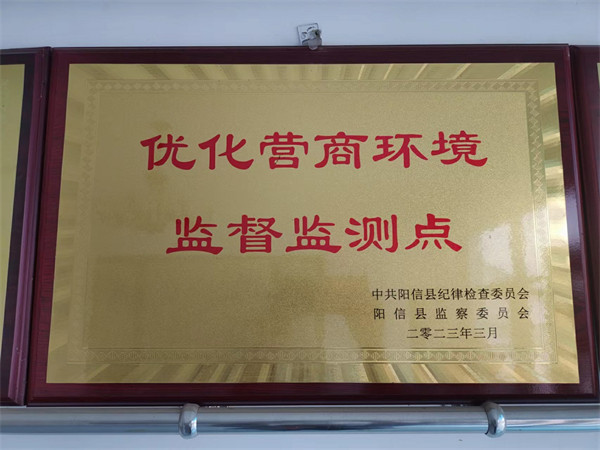 优化营商环境
监督监测点
中共阳信县纪律检查委员会
阳信县监察委员会
二零二三年三月